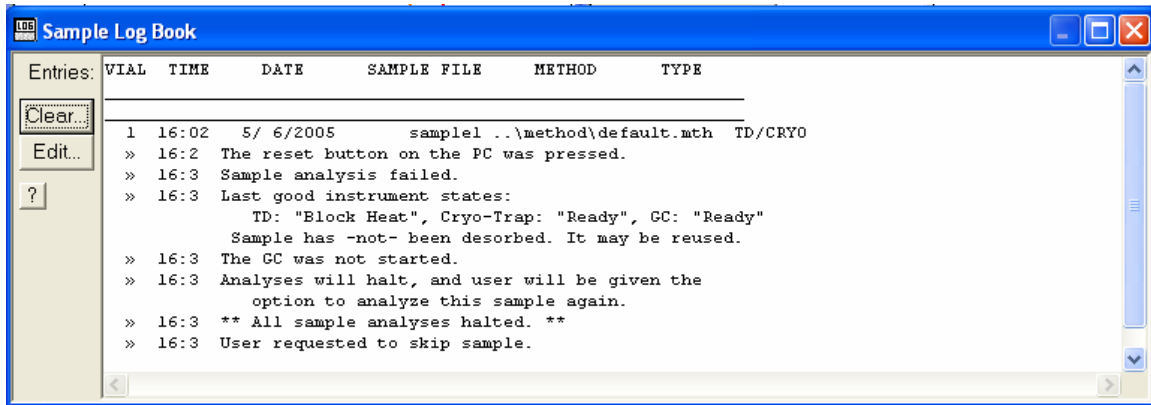 LOG
Sample Log Book
Entries:
VIAL TIME DATE SAMPLE FILE METHOD TYPE
Clear...
Edit...
?
1 16:02 5/ 6/2005 sample1 ..\method\default.mth TD/CRYO
» 16:2 The reset button on the PC was pressed.
» 16:3 Sample analysis failed.
» 16:3 Last good instrument states:
TD: "Block Heat", Cryo-Trap: "Ready", GC: "Ready"
Sample has -not- been desorbed. It may be reused.
» 16:3 The GC was not started.
» 16:3 Analyses will halt, and user will be given the
option to analyze this sample again.
» 16:3 ** All sample analyses halted. **
» 16:3 User requested to skip sample.